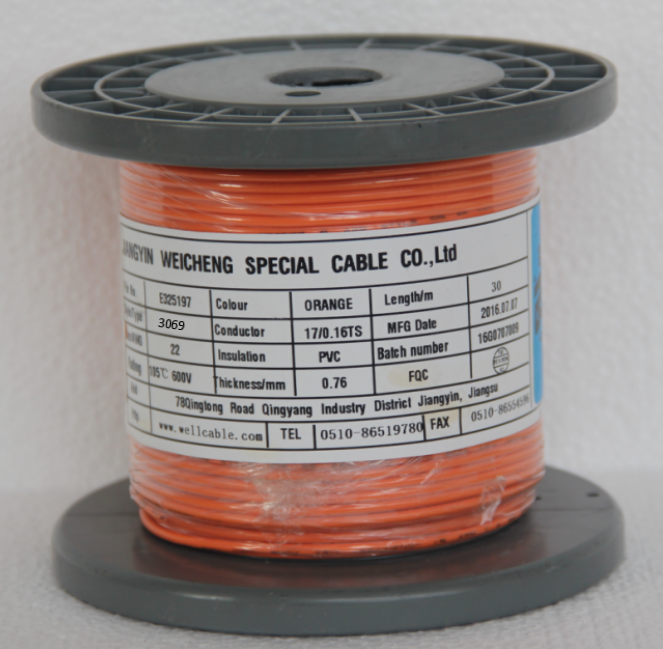 WEICHENG SPECIAL CABLE CO.,Ltd
E325197 Colour ORANGE Length/m 30
3069 Conductor 17/0.16TS MFG Date 2016.07.07
22 Insulation PVC Batch number 16G0707009
105℃ 600V Thickness/mm 0.76 FQC
78Qingtong Road Qingyang Industry District Jiangyin, Jiangsu
www.wellcable.com TEL 0510-86519780 FAX